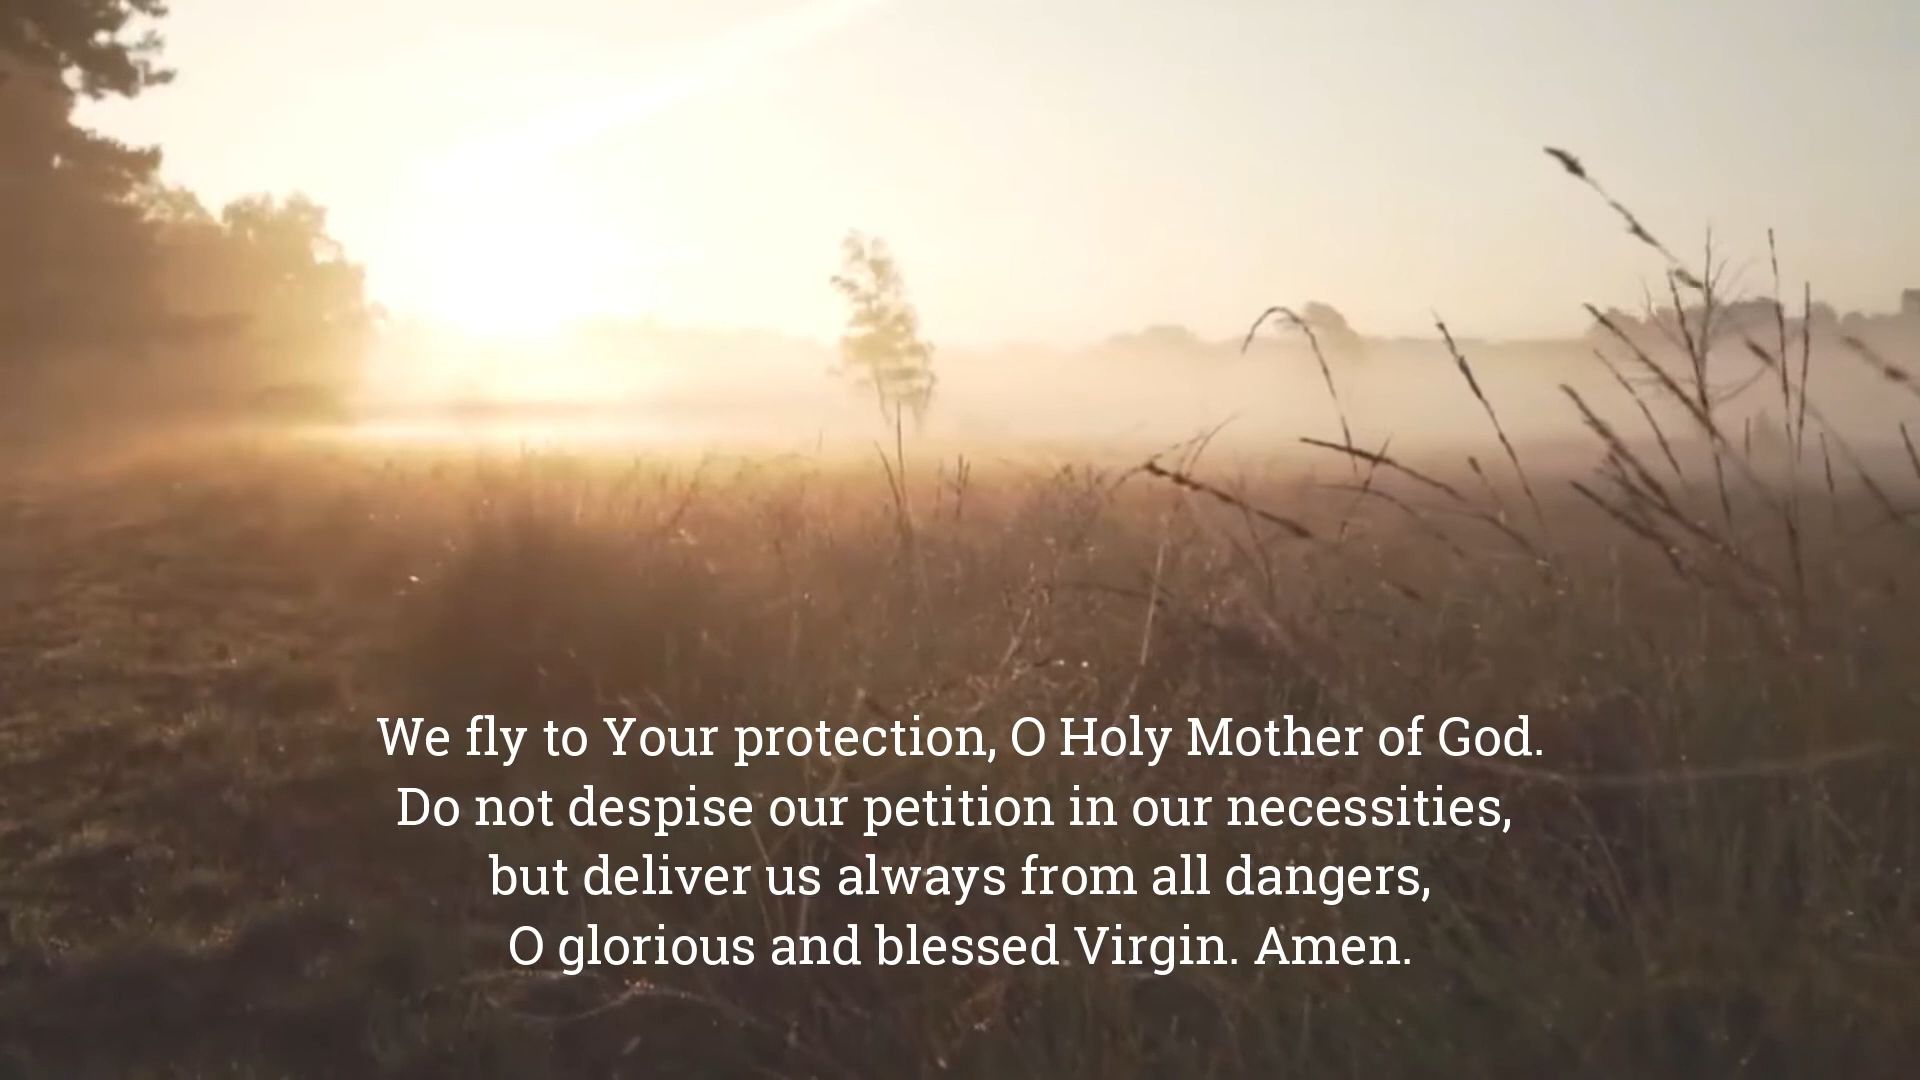 We fly to Your protection, O Holy Mother of God.
Do not despise our petition in our necessities,
but deliver us always from all dangers,
O glorious and blessed Virgin. Amen.